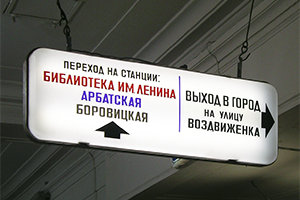 ПЕРЕХОД НА СТАНЦИИ:
БИБЛИОТЕКА ИМ ЛЕНИНА
АРБАТСКАЯ
БОРОВИЦКАЯ
ВЫХОД В ГОРОД
НА УЛИЦУ
ВОЗДВИЖЕНКА